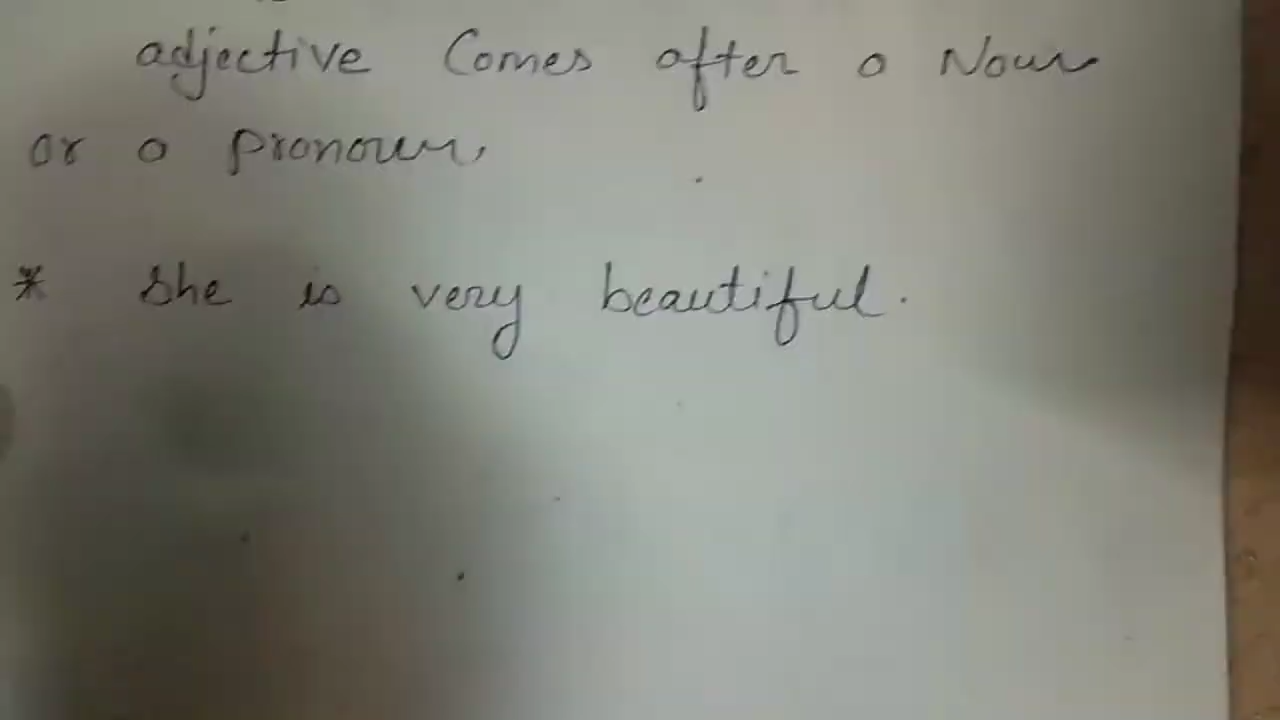 adjective Comes after a Noun
or a pronoun,
* She is very beautiful.